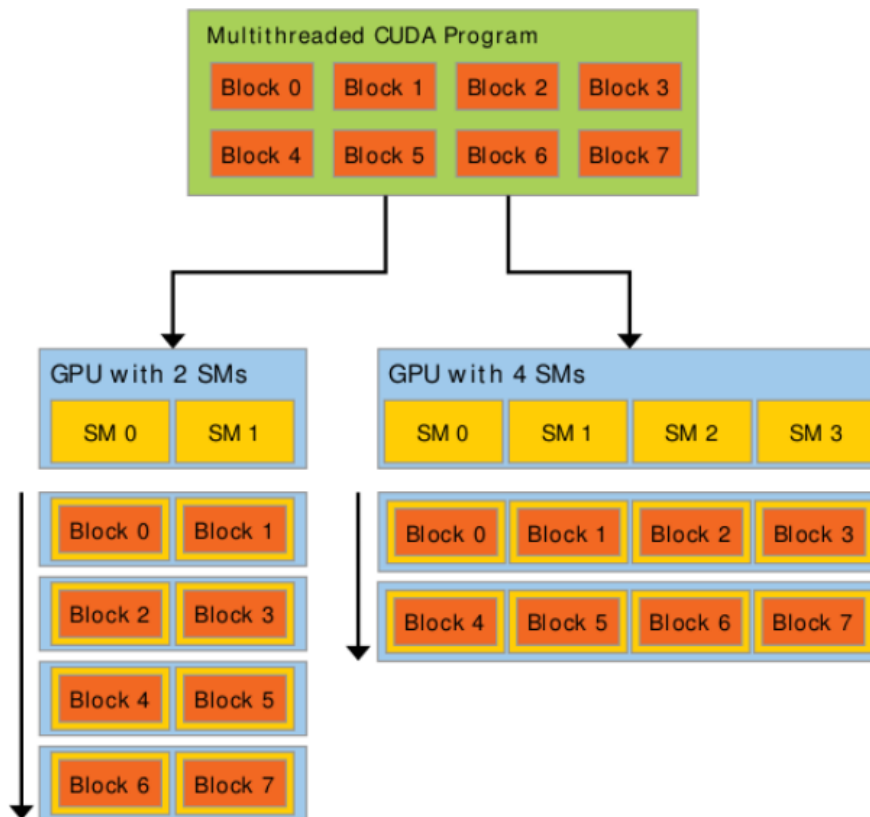 Multithreaded CUDA Program
Block 0 Block 1 Block 2 Block 3
Block 4 Block 5 Block 6 Block 7
GPU with 2 SMs
SM 0 SM 1
Block 0 Block 1
Block 2 Block 3
Block 4 Block 5
Block 6 Block 7
GPU with 4 SMs
SM 0 SM 1 SM 2 SM 3
Block 0 Block 1 Block 2 Block 3
Block 4 Block 5 Block 6 Block 7